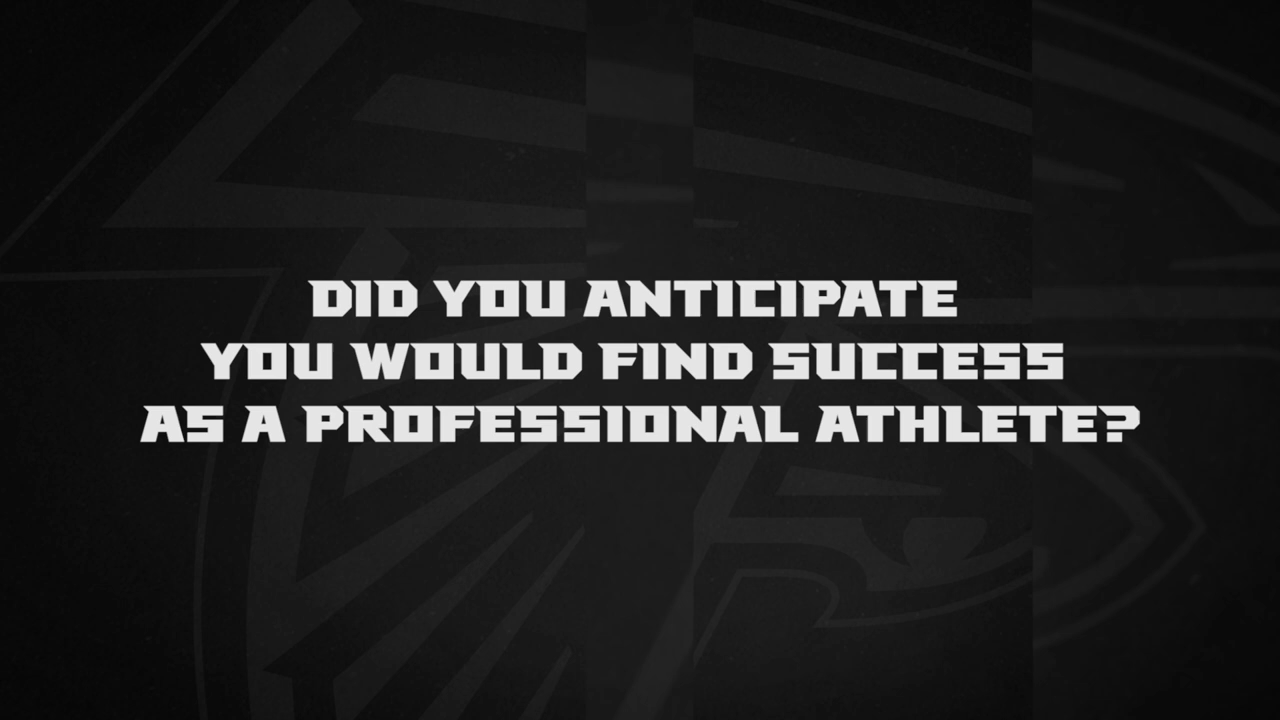 DID YOU ANTICIPATE
YOU WOULD FIND SUCCESS
AS A PROFESSIONAL ATHLETE?